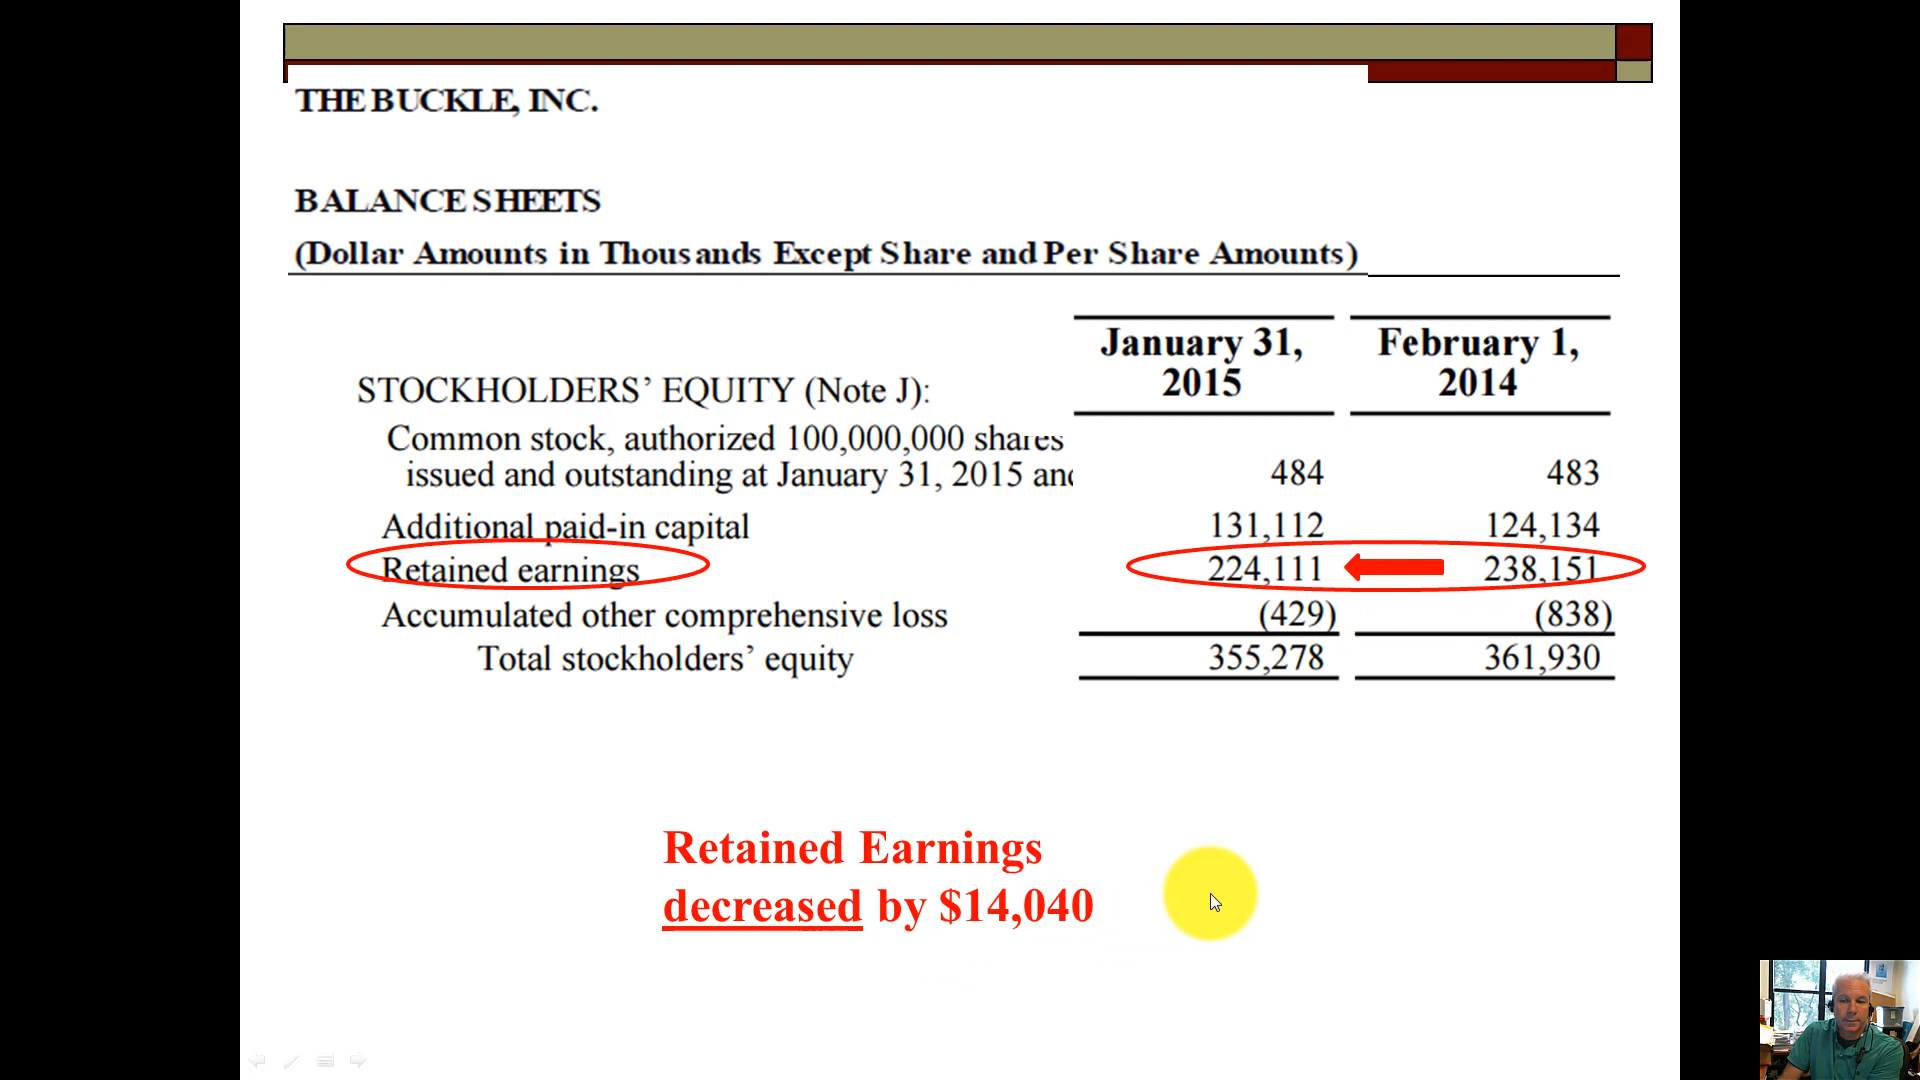 THE BUCKLE, INC.
BALANCE SHEETS
(Dollar Amounts in Thousands Except Share and Per Share Amounts)
January 31, February 1,
2015 2014
STOCKHOLDERS' EQUITY (Note J):
Common stock, authorized 100,000,000 shares
issued and outstanding at January 31, 2015 and 484 483
Additional paid-in capital 131,112 124,134
Retained earnings 224,111 238,151
Accumulated other comprehensive loss (429) (838)
Total stockholders' equity 355,278 361,930
Retained Earnings
decreased by $14,040